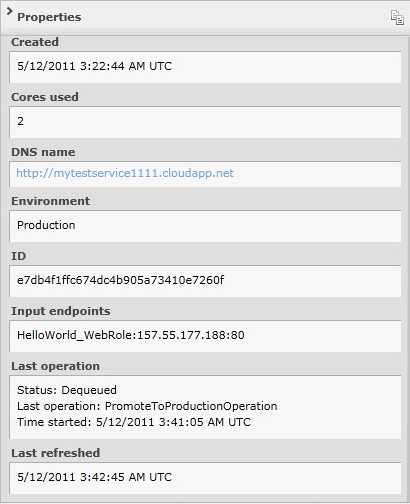 Properties
Created
5/12/2011 3:22:44 AM UTC
Cores used
2
DNS name
http://mytestservice1111.cloudapp.net
Environment
Production
ID
e7db4f1ffc674dc4b905a73410e7260f
Input endpoints
HelloWorld_WebRole:157.55.177.188:80
Last operation
Status: Dequeued
Last operation: PromoteToProductionOperation
Time started: 5/12/2011 3:41:05 AM UTC
Last refreshed
5/12/2011 3:42:45 AM UTC